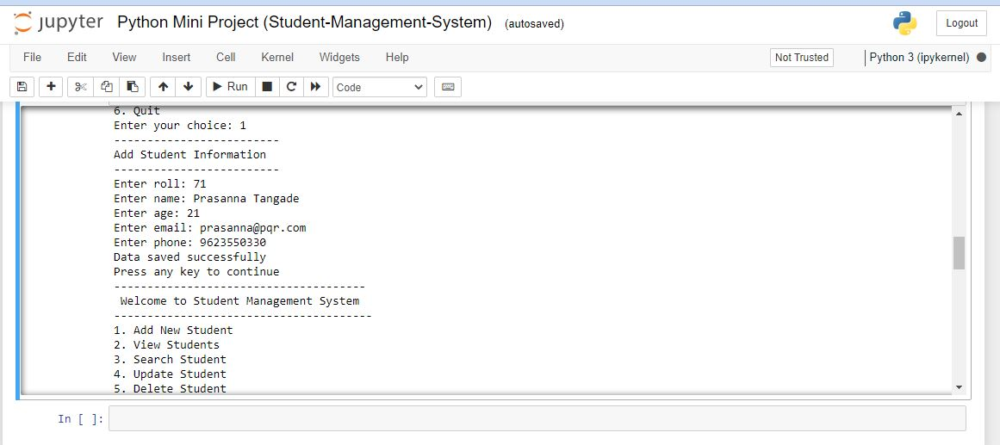 jupyter Python Mini Project (Student-Management-System) (autosaved) Logout
File Edit View Insert Cell Kernel Widgets Help Not Trusted Python 3 (ipykernel)
Run Code
6. Quit
Enter your choice: 1
-------------------------
Add Student Information
-------------------------
Enter roll: 71
Enter name: Prasanna Tangade
Enter age: 21
Enter email: prasanna@pqr.com
Enter phone: 9623550330
Data saved successfully
Press any key to continue
--------------------------------------
 Welcome to Student Management System
---------------------------------------
1. Add New Student
2. View Students
3. Search Student
4. Update Student
5. Delete Student
In [ ]: